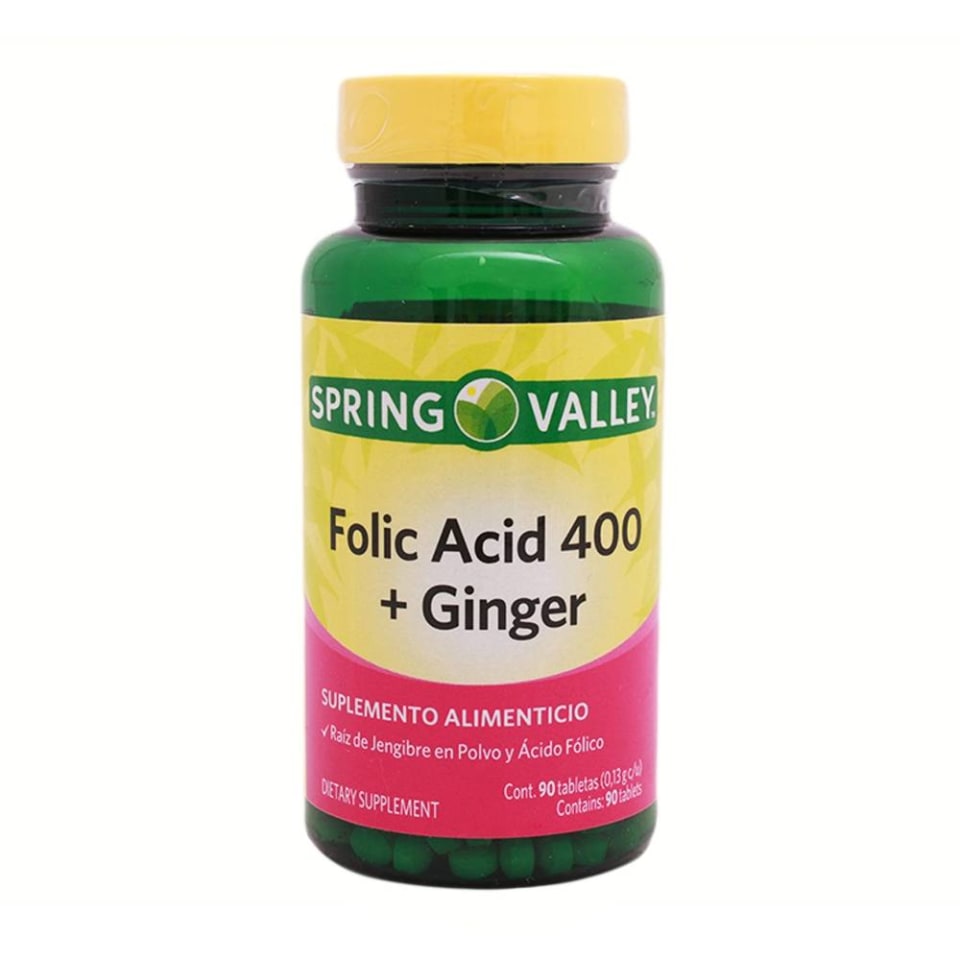 SPRING VALLEY™
Folic Acid 400
+ Ginger
SUPLEMENTO ALIMENTICIO
✓Raíz de Jengibre en Polvo y Ácido Fólico
Cont. 90 tabletas (0,13 g c/u)
DIETARY SUPPLEMENT
Contains: 90 tablets